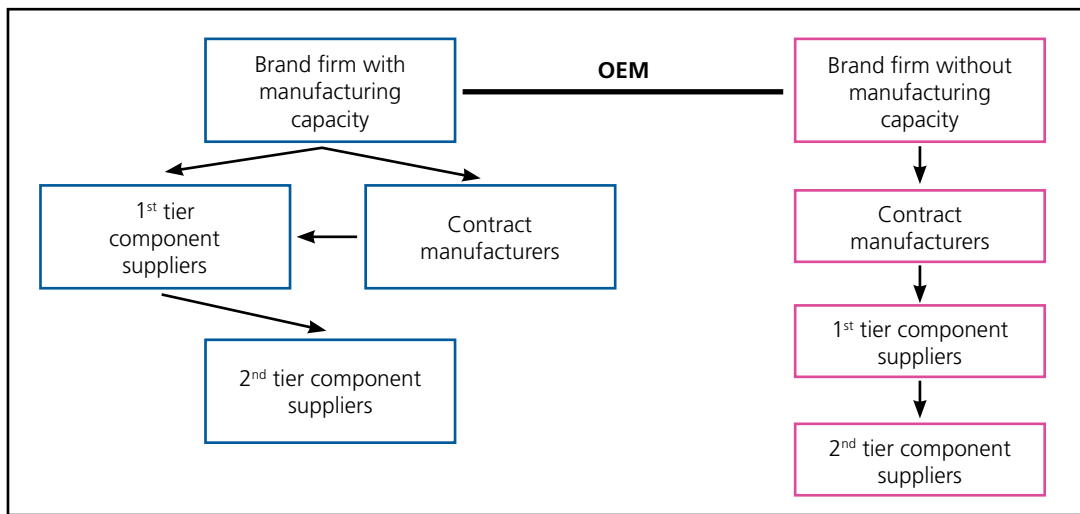 Brand firm with
manufacturing
capacity
OEM
Brand firm without
manufacturing
capacity
1st tier
component
suppliers
Contract
manufacturers
Contract
manufacturers
1st tier component
suppliers
2nd tier component
suppliers
2nd tier component
suppliers